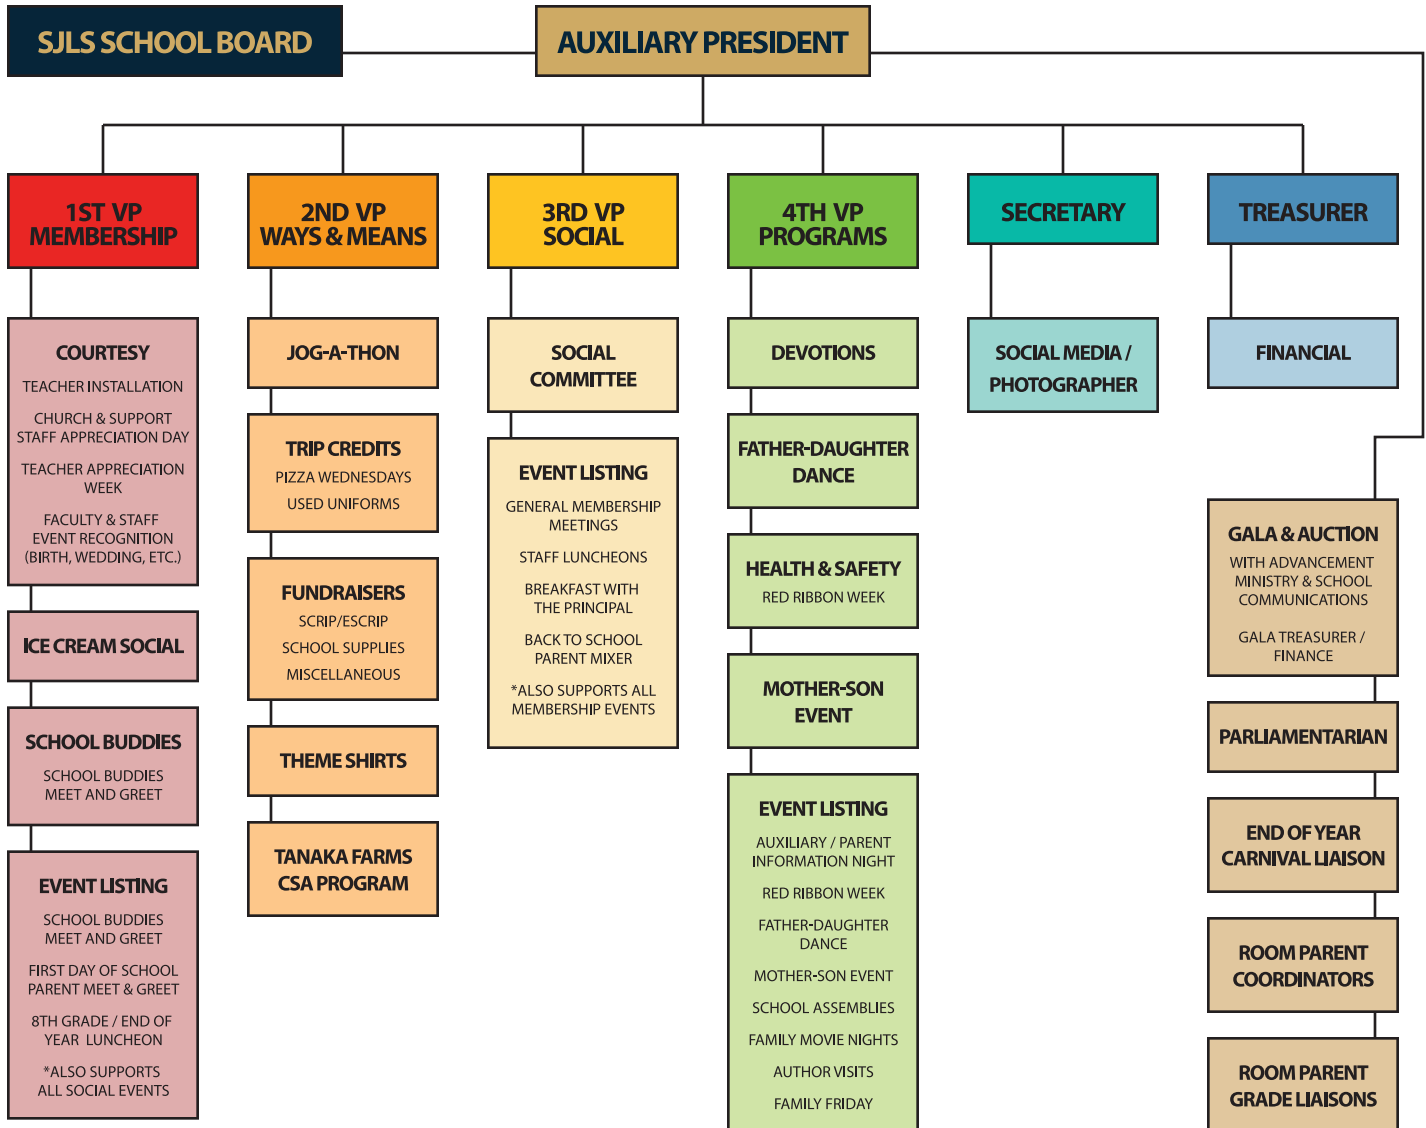 SJLS SCHOOL BOARD
AUXILIARY PRESIDENT
1ST VP
MEMBERSHIP
COURTESY
TEACHER INSTALLATION
CHURCH & SUPPORT
STAFF APPRECIATION DAY
TEACHER APPRECIATION
WEEK
FACULTY & STAFF
EVENT RECOGNITION
(BIRTH, WEDDING, ETC.)
ICE CREAM SOCIAL
SCHOOL BUDDIES
SCHOOL BUDDIES
MEET AND GREET
EVENT LISTING
SCHOOL BUDDIES
MEET AND GREET
FIRST DAY OF SCHOOL
PARENT MEET & GREET
8TH GRADE / END OF
YEAR LUNCHEON
*ALSO SUPPORTS
ALL SOCIAL EVENTS
2ND VP
WAYS & MEANS
JOG-A-THON
TRIP CREDITS
PIZZA WEDNESDAYS
USED UNIFORMS
FUNDRAISERS
SCRIP/ESCRIP
SCHOOL SUPPLIES
MISCELLANEOUS
THEME SHIRTS
TANAKA FARMS
CSA PROGRAM
3RD VP
SOCIAL
SOCIAL
COMMITTEE
EVENT LISTING
GENERAL MEMBERSHIP
MEETINGS
STAFF LUNCHEONS
BREAKFAST WITH
THE PRINCIPAL
BACK TO SCHOOL
PARENT MIXER
*ALSO SUPPORTS ALL
MEMBERSHIP EVENTS
4TH VP
PROGRAMS
DEVOTIONS
FATHER-DAUGHTER
DANCE
HEALTH & SAFETY
RED RIBBON WEEK
MOTHER-SON
EVENT
EVENT LISTING
AUXILIARY / PARENT
INFORMATION NIGHT
RED RIBBON WEEK
FATHER-DAUGHTER
DANCE
MOTHER-SON EVENT
SCHOOL ASSEMBLIES
FAMILY MOVIE NIGHTS
AUTHOR VISITS
FAMILY FRIDAY
SECRETARY
SOCIAL MEDIA /
PHOTOGRAPHER
TREASURER
FINANCIAL
GALA & AUCTION
WITH ADVANCEMENT
MINISTRY & SCHOOL
COMMUNICATIONS
GALA TREASURER /
FINANCE
PARLIAMENTARIAN
END OF YEAR
CARNIVAL LIAISON
ROOM PARENT
COORDINATORS
ROOM PARENT
GRADE LIAISONS